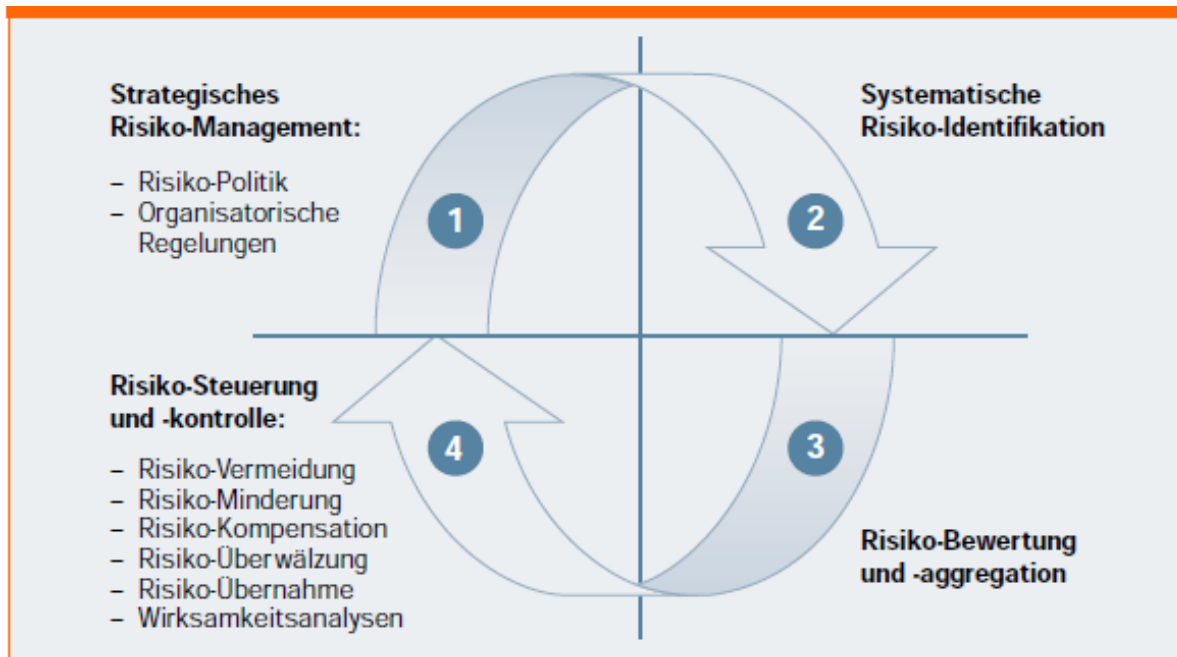 Strategisches
Risiko-Management:
– Risiko-Politik
– Organisatorische
Regelungen
1
Systematische
Risiko-Identifikation
2
Risiko-Bewertung
und -aggregation
3
Risiko-Steuerung
und -kontrolle:
– Risiko-Vermeidung
– Risiko-Minderung
– Risiko-Kompensation
– Risiko-Überwälzung
– Risiko-Übernahme
– Wirksamkeitsanalysen
4